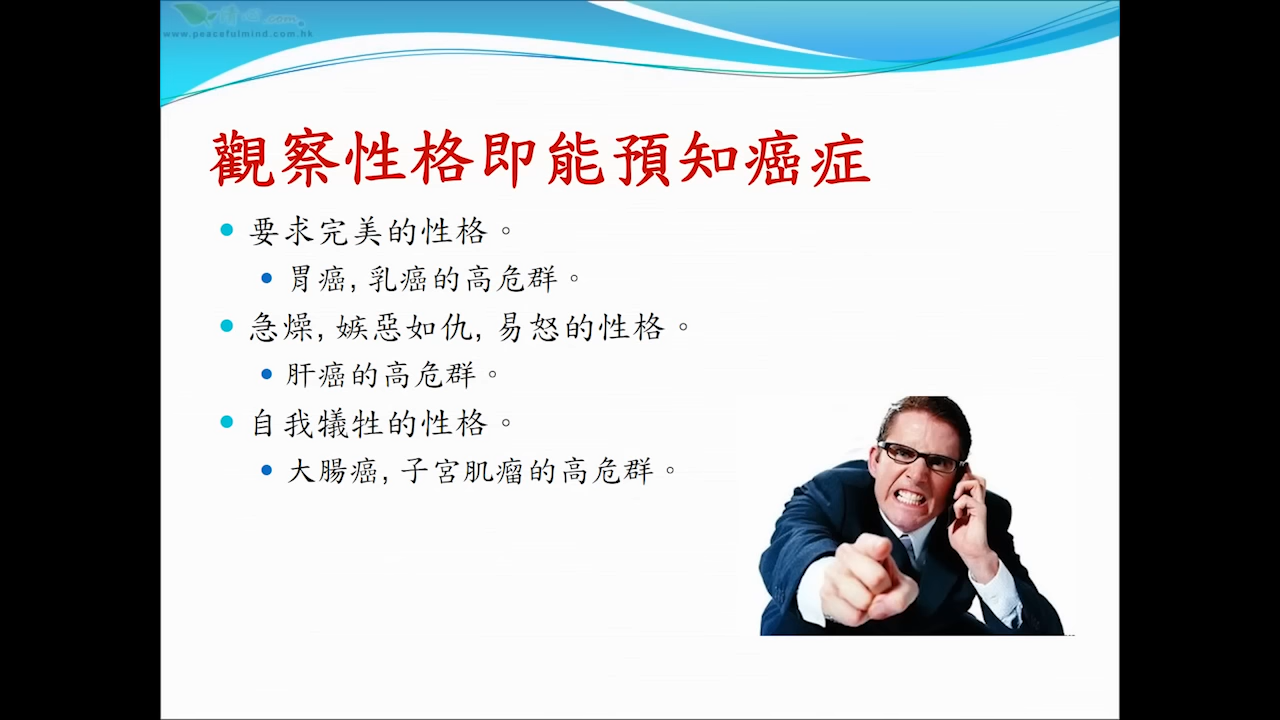 清心.com
www.peacefulmind.com.hk
觀察性格即能預知癌症
要求完美的性格。
胃癌, 乳癌的高危群。
急燥, 嫉惡如仇, 易怒的性格。
肝癌的高危群。
自我犧牲的性格。
大腸癌, 子宮肌瘤的高危群。